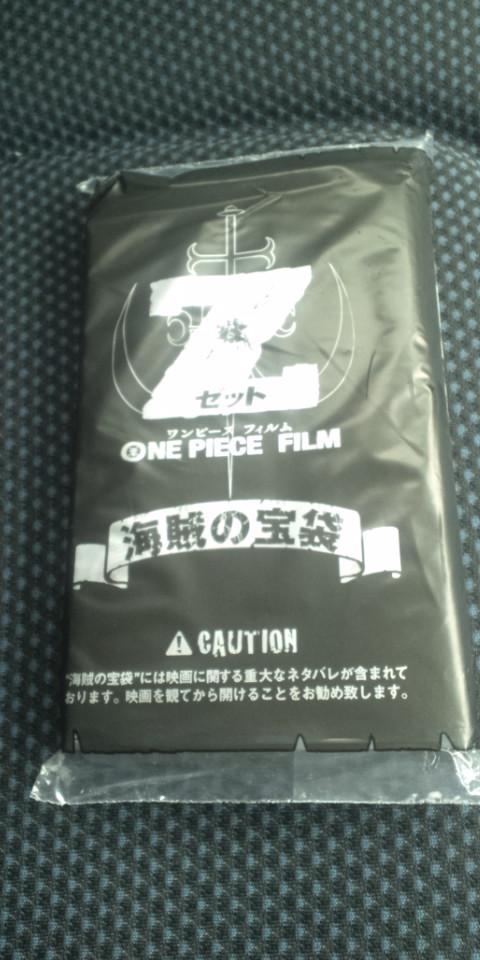 Z
セット
ワンピース フィルム
ONE PIECE FILM
海賊の宝袋
CAUTION
"海賊の宝袋"には映画に関する重大なネタバレが含まれて
おります。映画を観てから開けることをお勧め致します。